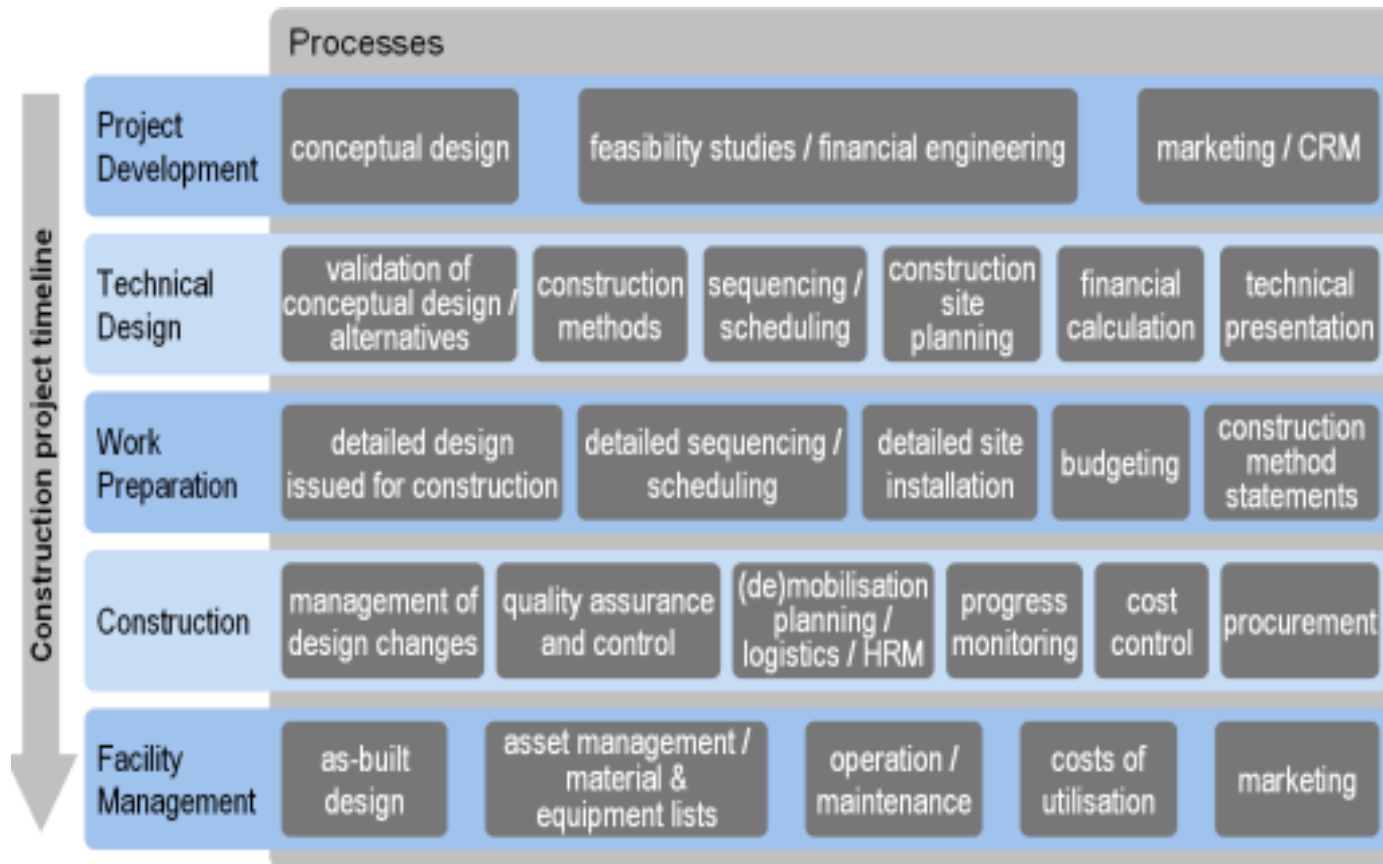 Processes
Construction project timeline
Project
Development
conceptual design
feasibility studies / financial engineering
marketing / CRM
Technical
Design
validation of
conceptual design /
alternatives
construction
methods
sequencing /
scheduling
construction
site
planning
financial
calculation
technical
presentation
Work
Preparation
detailed design
issued for construction
detailed sequencing /
scheduling
detailed site
installation
budgeting
construction
method
statements
Construction
management of
design changes
quality assurance
and control
(de)mobilisation
planning /
logistics / HRM
progress
monitoring
cost
control
procurement
Facility
Management
as-built
design
asset management /
material &
equipment lists
operation /
maintenance
costs of
utilisation
marketing